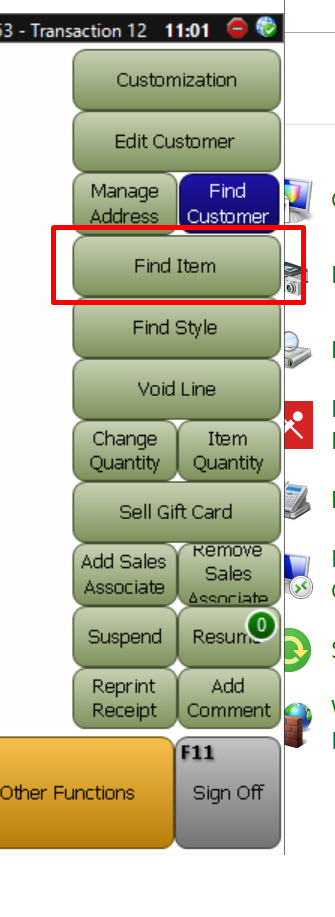 53 - Transaction 12 11:01
Customization
Edit Customer
Manage
Address
Find
Customer
Find Item
Find Style
Void Line
Change
Quantity
Item
Quantity
Sell Gift Card
Add Sales
Associate
Remove
Sales
Associate
Suspend
Resume
0
Reprint
Receipt
Add
Comment
Other Functions
F11
Sign Off